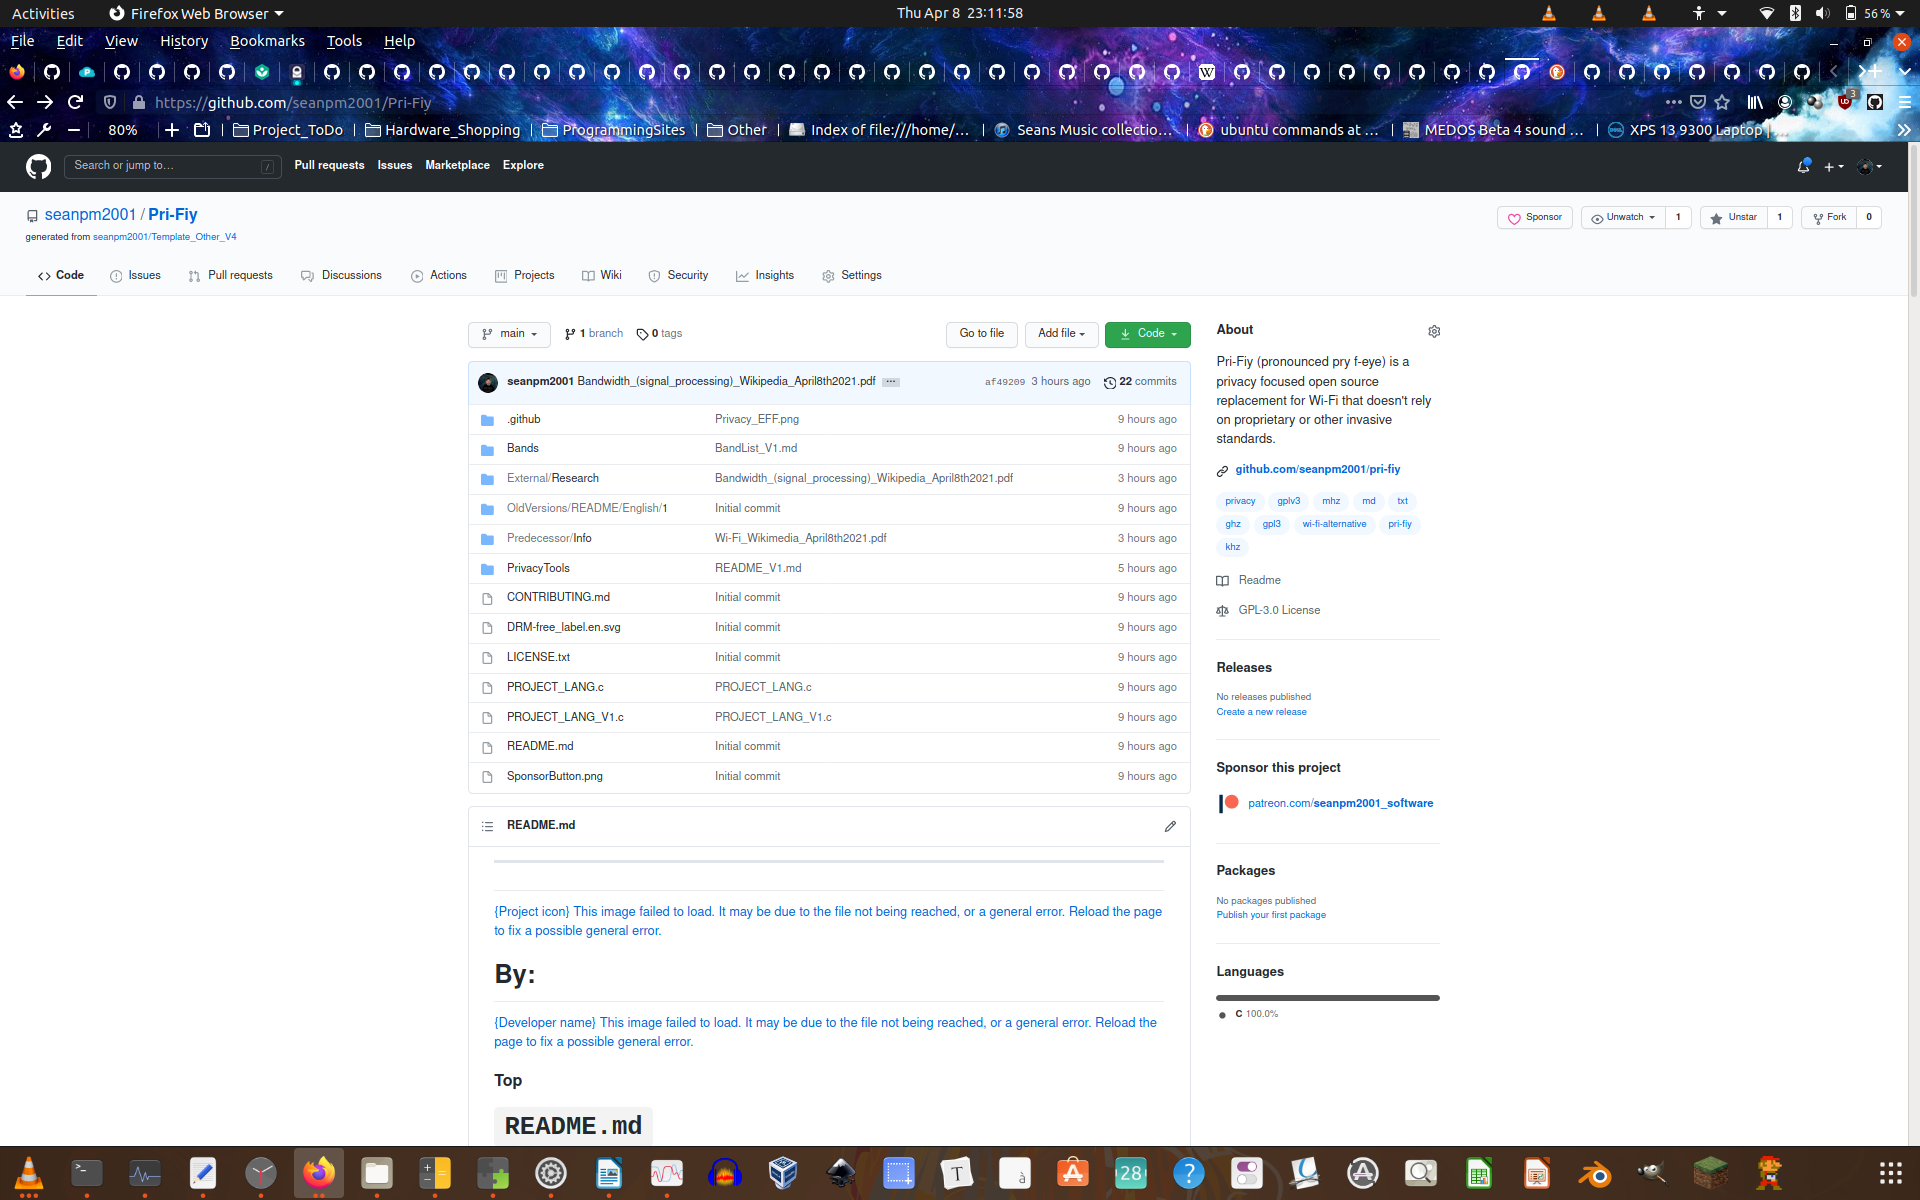 Activities
Firefox Web Browser
Thu Apr 8 23:11:58
56 %
File Edit View History Bookmarks Tools Help
https://github.com/seanpm2001/Pri-Fiy
3
80%
Project_ToDo
Hardware_Shopping
ProgrammingSites
Other
Index of file:///home/…
Seans Music collectio…
ubuntu commands at …
MEDOS Beta 4 sound …
XPS 13 9300 Laptop |…
Search or jump to…
/
Pull requests Issues Marketplace Explore
seanpm2001 / Pri-Fiy
generated from seanpm2001/Template_Other_V4
Sponsor
Unwatch 1
Unstar 1
Fork 0
Code
Issues
Pull requests
Discussions
Actions
Projects
Wiki
Security
Insights
Settings
main
1 branch
0 tags
Go to file
Add file
Code
seanpm2001 Bandwidth_(signal_processing)_Wikipedia_April8th2021.pdf ···
af49209 3 hours ago
22 commits
.github Privacy_EFF.png 9 hours ago
Bands BandList_V1.md 9 hours ago
External/Research Bandwidth_(signal_processing)_Wikipedia_April8th2021.pdf 3 hours ago
OldVersions/README/English/1 Initial commit 9 hours ago
Predecessor/Info Wi-Fi_Wikimedia_April8th2021.pdf 3 hours ago
PrivacyTools README_V1.md 5 hours ago
CONTRIBUTING.md Initial commit 9 hours ago
DRM-free_label.en.svg Initial commit 9 hours ago
LICENSE.txt Initial commit 9 hours ago
PROJECT_LANG.c PROJECT_LANG.c 9 hours ago
PROJECT_LANG_V1.c PROJECT_LANG_V1.c 9 hours ago
README.md Initial commit 9 hours ago
SponsorButton.png Initial commit 9 hours ago
README.md
{Project icon} This image failed to load. It may be due to the file not being reached, or a general error. Reload the page
to fix a possible general error.
By:
{Developer name} This image failed to load. It may be due to the file not being reached, or a general error. Reload the
page to fix a possible general error.
Top
README.md
About
Pri-Fiy (pronounced pry f-eye) is a
privacy focused open source
replacement for Wi-Fi that doesn't rely
on proprietary or other invasive
standards.
github.com/seanpm2001/pri-fiy
privacy gplv3 mhz md txt
ghz gpl3 wi-fi-alternative pri-fiy
khz
Readme
GPL-3.0 License
Releases
No releases published
Create a new release
Sponsor this project
patreon.com/seanpm2001_software
Packages
No packages published
Publish your first package
Languages
C 100.0%